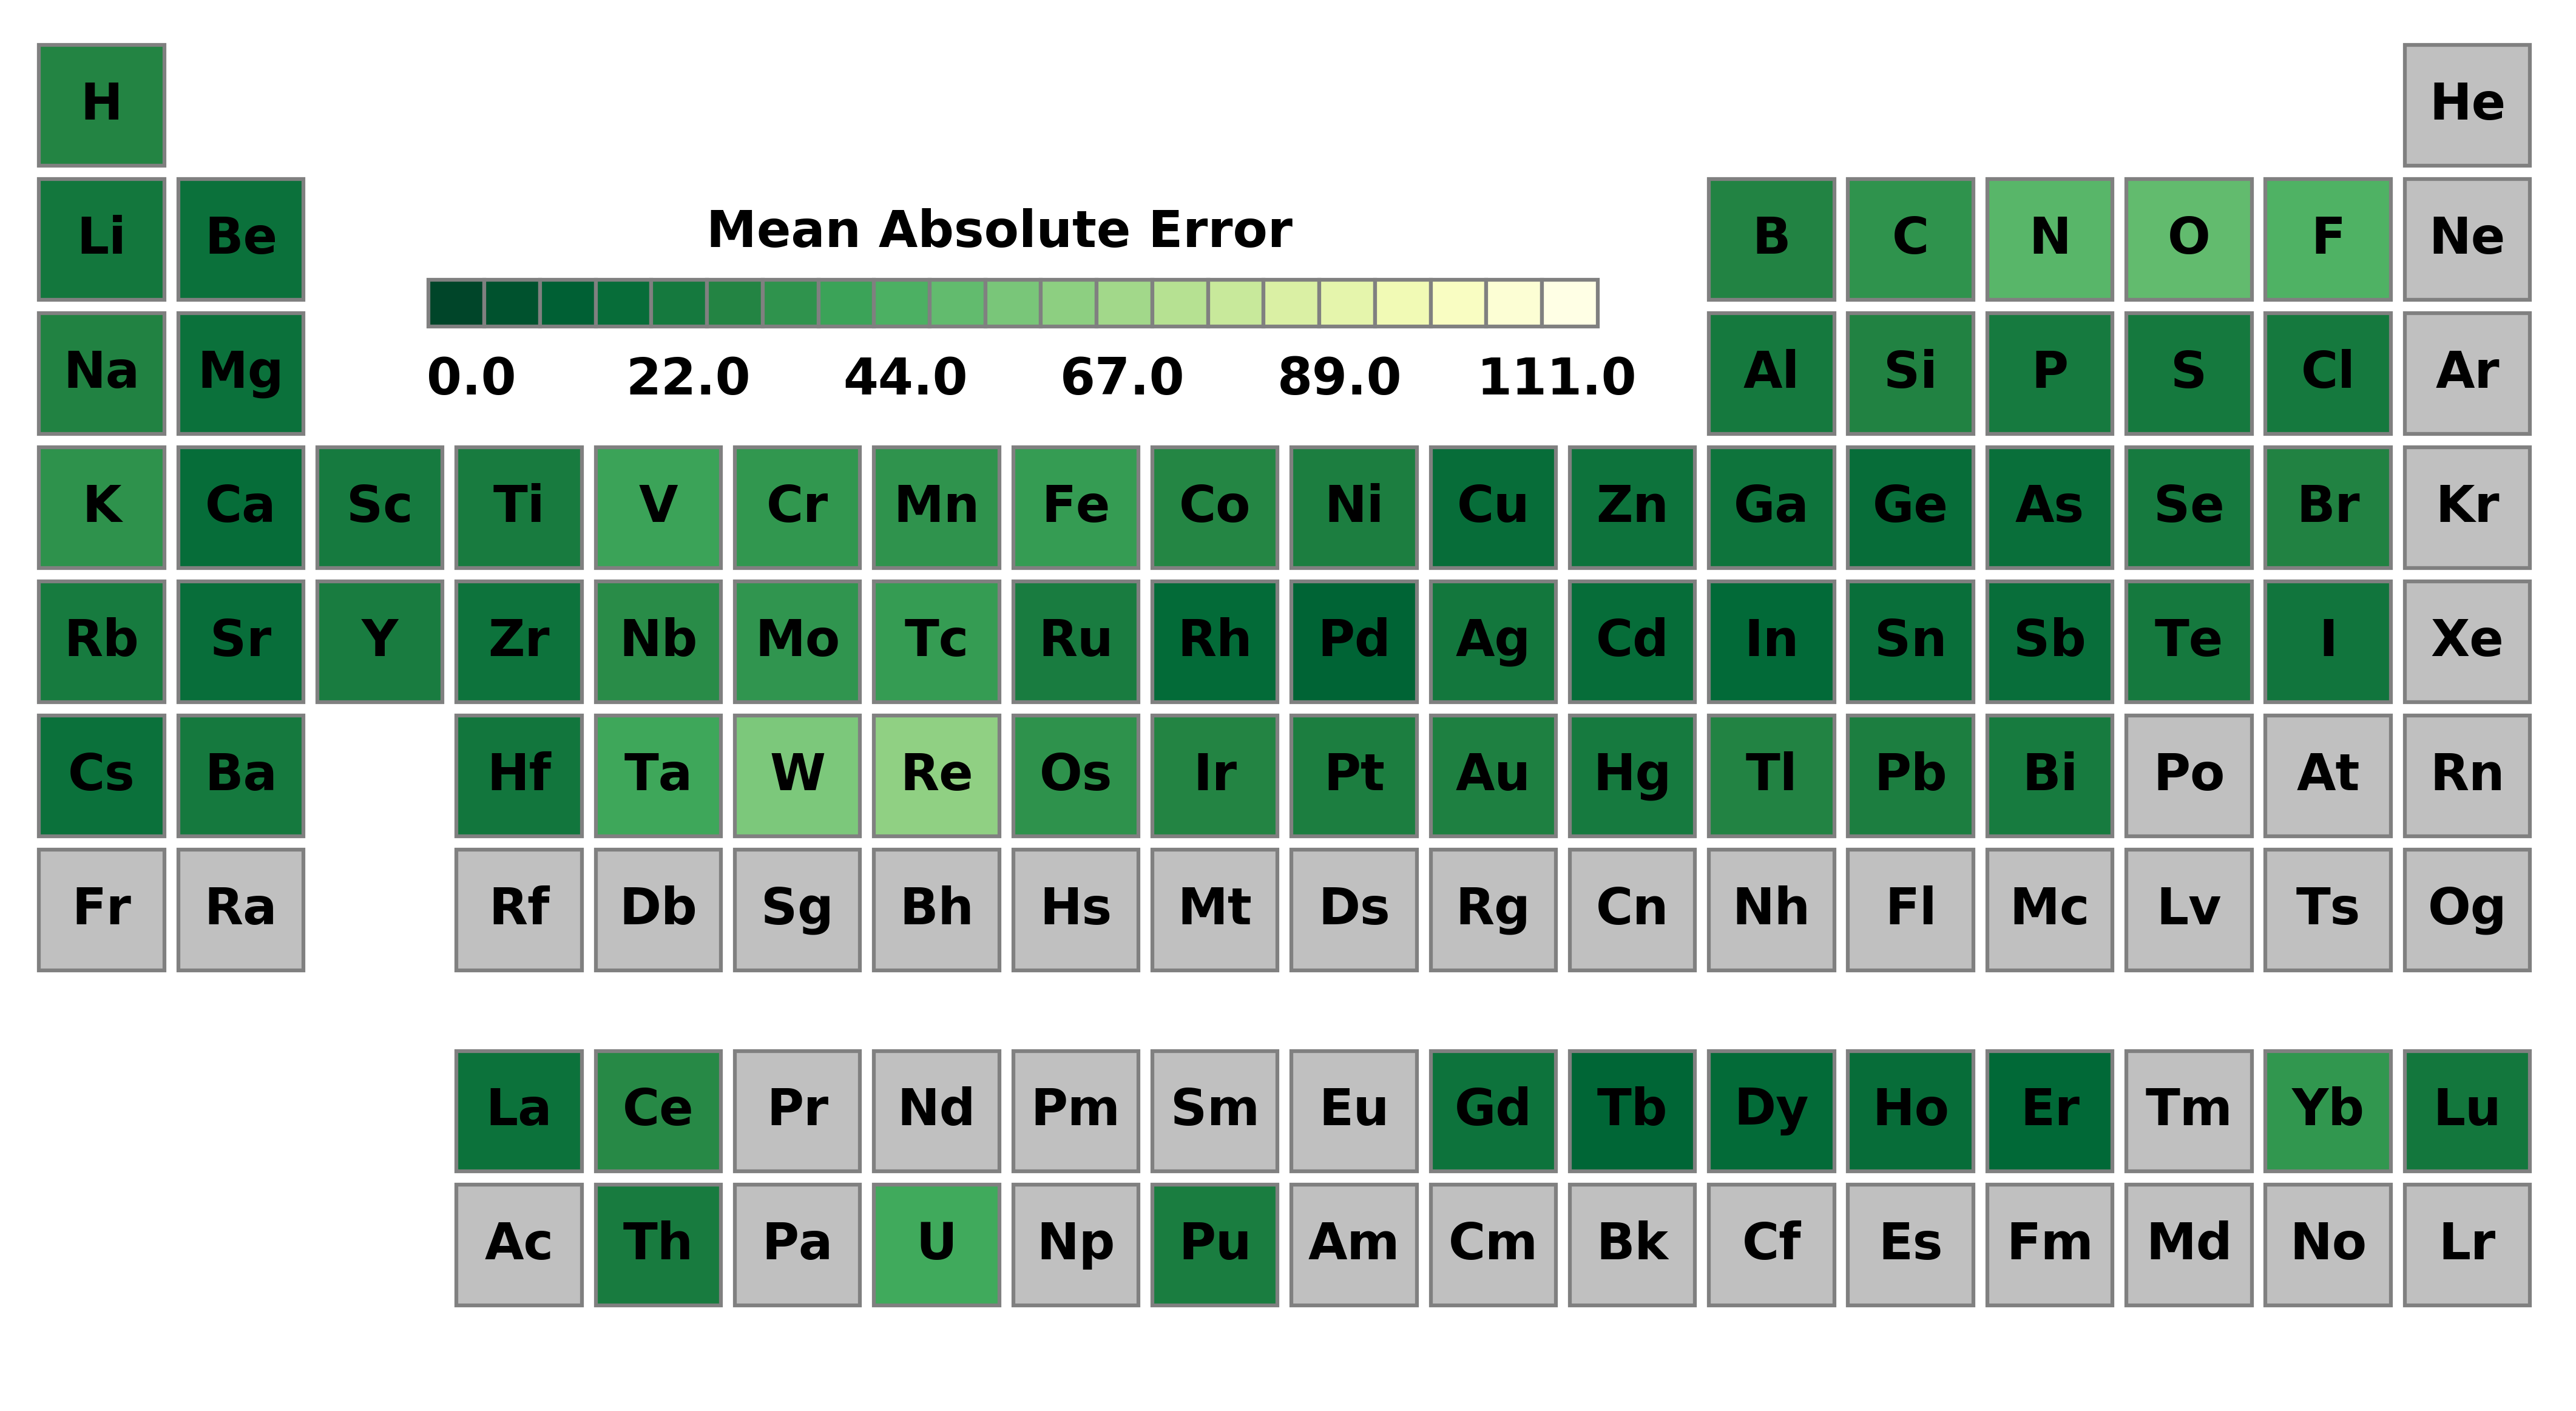 H He
Li Be B C N O F Ne
Mean Absolute Error
Na Mg Al Si P S Cl Ar
0.0 22.0 44.0 67.0 89.0 111.0
K Ca Sc Ti V Cr Mn Fe Co Ni Cu Zn Ga Ge As Se Br Kr
Rb Sr Y Zr Nb Mo Tc Ru Rh Pd Ag Cd In Sn Sb Te I Xe
Cs Ba Hf Ta W Re Os Ir Pt Au Hg Tl Pb Bi Po At Rn
Fr Ra Rf Db Sg Bh Hs Mt Ds Rg Cn Nh Fl Mc Lv Ts Og
La Ce Pr Nd Pm Sm Eu Gd Tb Dy Ho Er Tm Yb Lu
Ac Th Pa U Np Pu Am Cm Bk Cf Es Fm Md No Lr